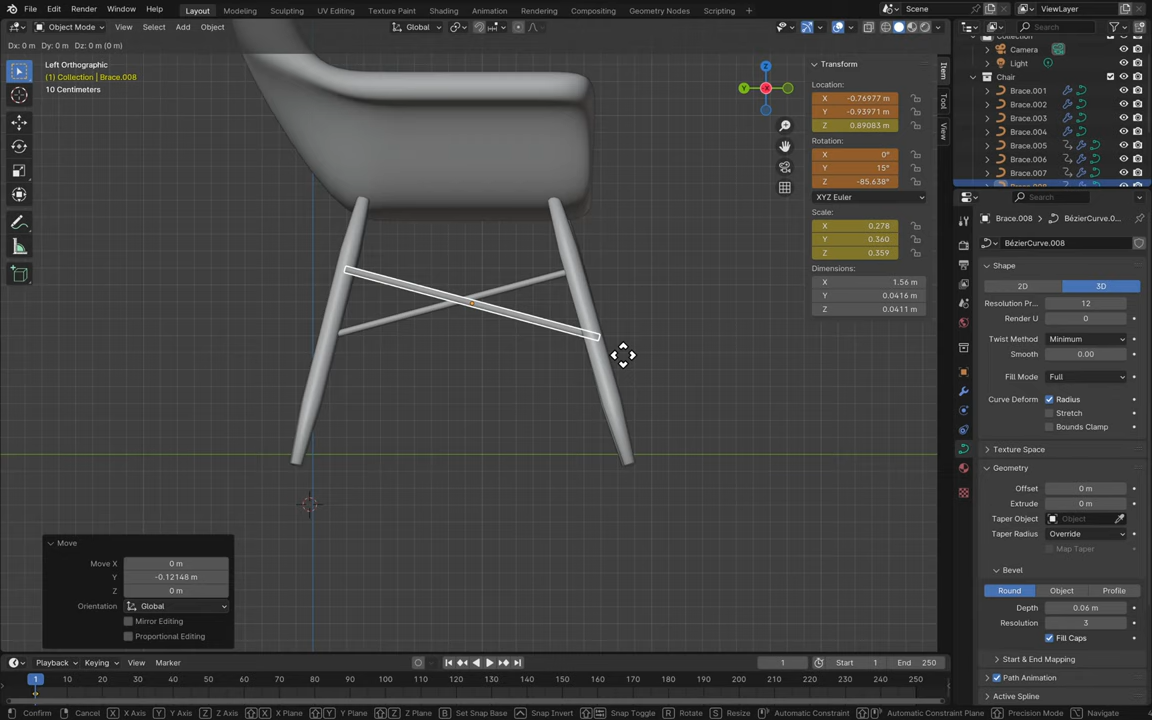 File Edit Render Window Help Layout Modeling Sculpting UV Editing Texture Paint Shading Animation Rendering Compositing Geometry Nodes Scripting Scene ViewLayer
Object Mode View Select Add Object Global
Dx: 0 m Dy: 0 m Dz: 0 m (0 m)
Left Orthographic
(1) Collection | Brace.008
10 Centimeters
Z
Y
X
Transform
Location:
X -0.76977 m
Y -0.93971 m
Z 0.89083 m
Rotation:
X 0°
Y 15°
Z -85.638°
XYZ Euler
Scale:
X 0.278
Y 0.360
Z 0.359
Dimensions:
X 1.56 m
Y 0.0416 m
Z 0.0411 m
Item
Tool
View
Search
Collection
Camera
Light
Chair
Brace.001
Brace.002
Brace.003
Brace.004
Brace.005
Brace.006
Brace.007
Search
Brace.008 BézierCurve.0...
BézierCurve.008
Shape
2D 3D
Resolution Pr... 12
Render U 0
Twist Method Minimum
Smooth 0.00
Fill Mode Full
Curve Deform Radius
Stretch
Bounds Clamp
Texture Space
Geometry
Offset 0 m
Extrude 0 m
Taper Object Object
Taper Radius Override
Map Taper
Bevel
Round Object Profile
Depth 0.06 m
Resolution 3
Fill Caps
Start & End Mapping
Path Animation
Active Spline
Move
Move X 0 m
Y -0.12148 m
Z 0 m
Orientation Global
Mirror Editing
Proportional Editing
Playback Keying View Marker 1 Start 1 End 250
1 10 20 30 40 50 60 70 80 90 100 110 120 130 140 150 160 170 180 190 200 210 220 230 240 250
Confirm Cancel X X Axis Y Y Axis Z Z Axis X X Plane Y Y Plane Z Z Plane B Set Snap Base Snap Invert Snap Toggle G Move R Rotate S Resize Automatic Constraint Automatic Constraint Plane Precision Mode Navigate